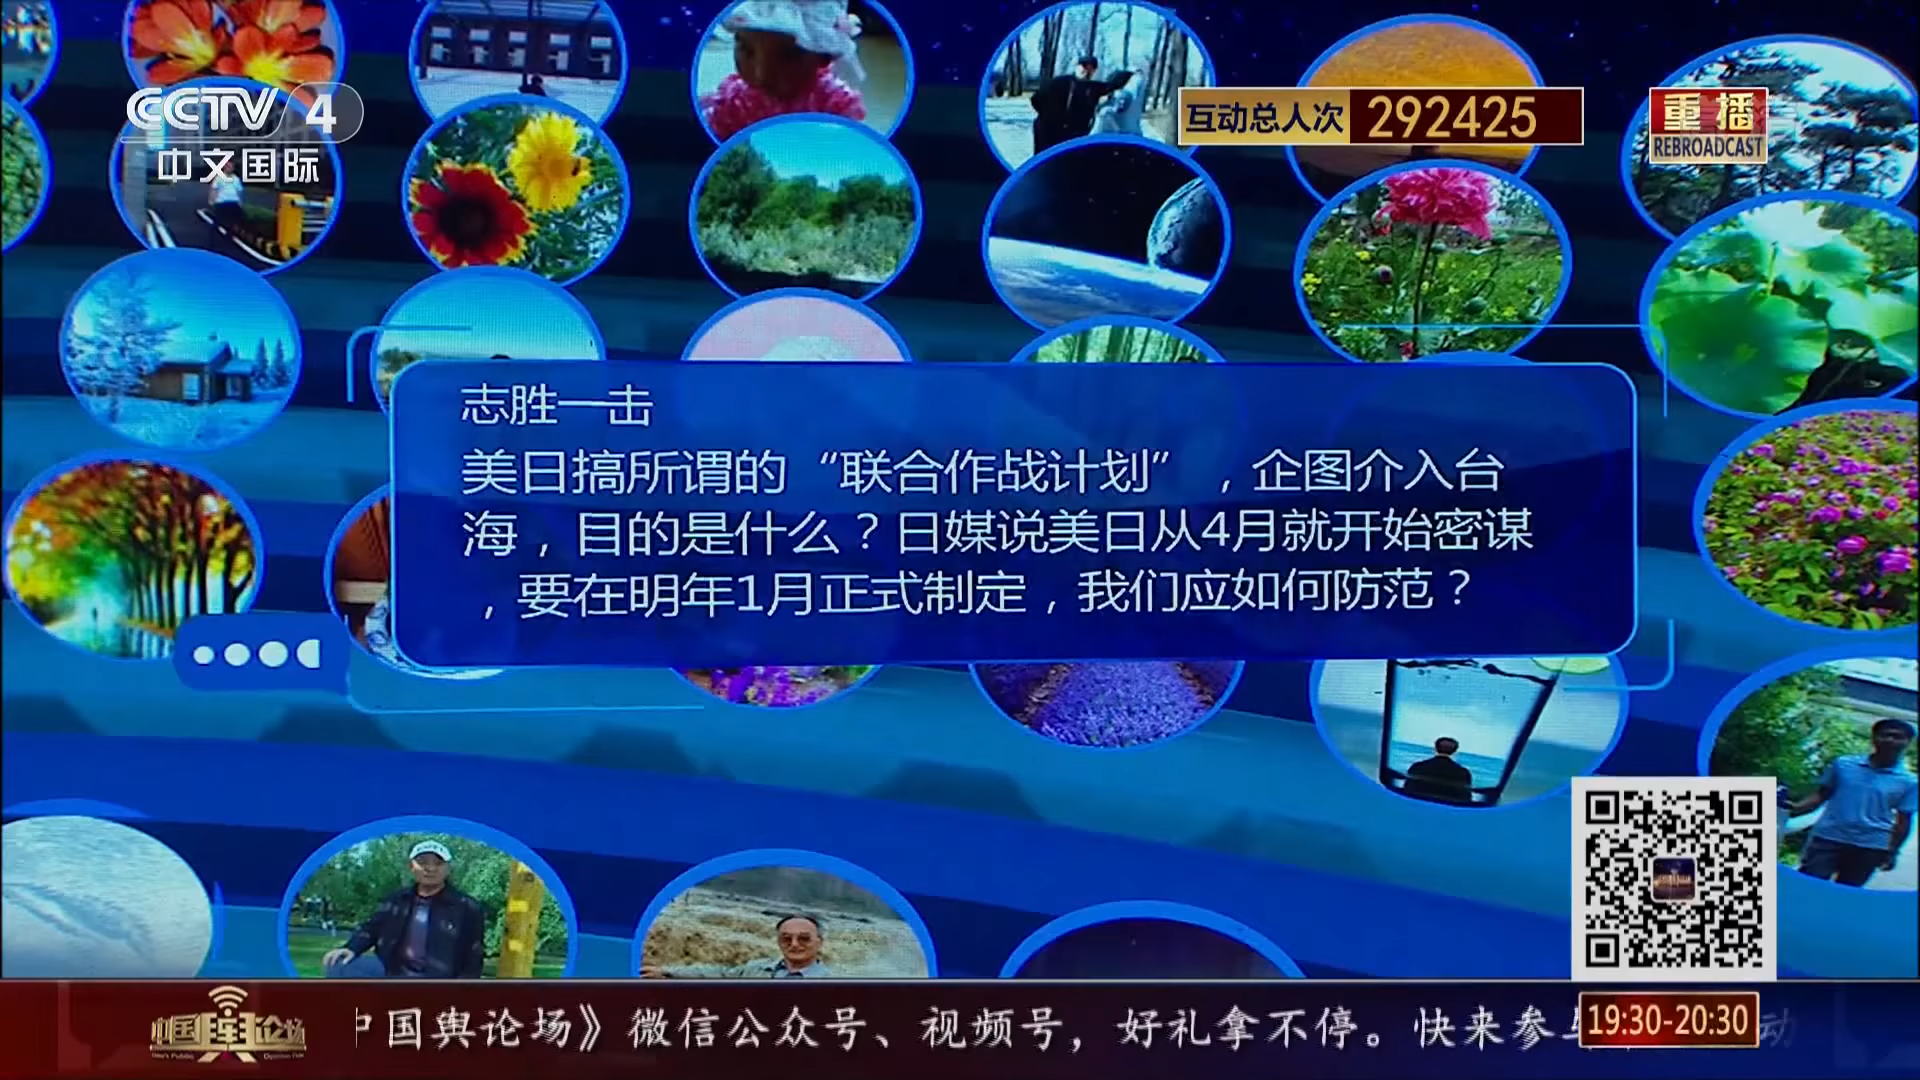 CCTV 4
中文国际
互动总人次 292425
重播
REBROADCAST
志胜一击
美日搞所谓的“联合作战计划”，企图介入台
海，目的是什么？日媒说美日从4月就开始密谋
，要在明年1月正式制定，我们应如何防范？
中国舆论场
中国舆论场》微信公众号、视频号，好礼拿不停。快来参与
19:30-20:30
动